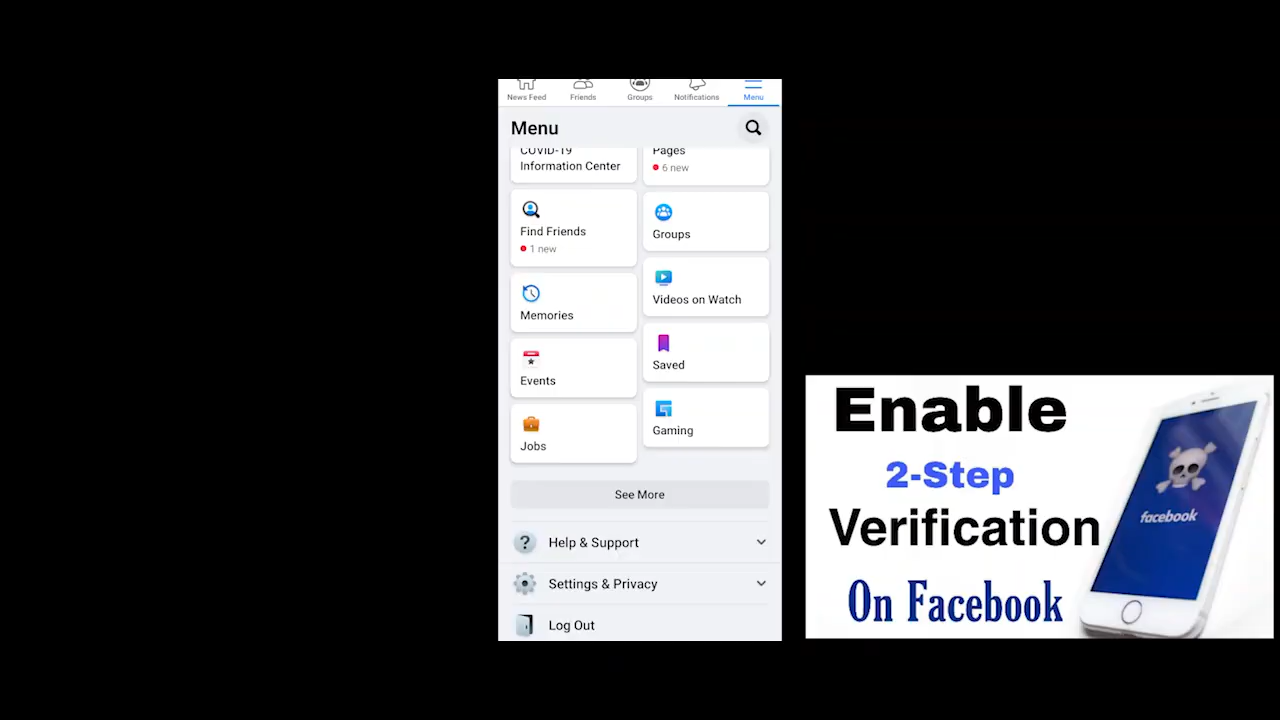 News Feed
Friends
Groups
Notifications
Menu
Menu
COVID-19
Information Center
Pages
6 new
Find Friends
1 new
Groups
Memories
Videos on Watch
Events
Saved
Jobs
Gaming
See More
Help & Support
Settings & Privacy
Log Out
Enable
2-Step
Verification
On Facebook
facebook